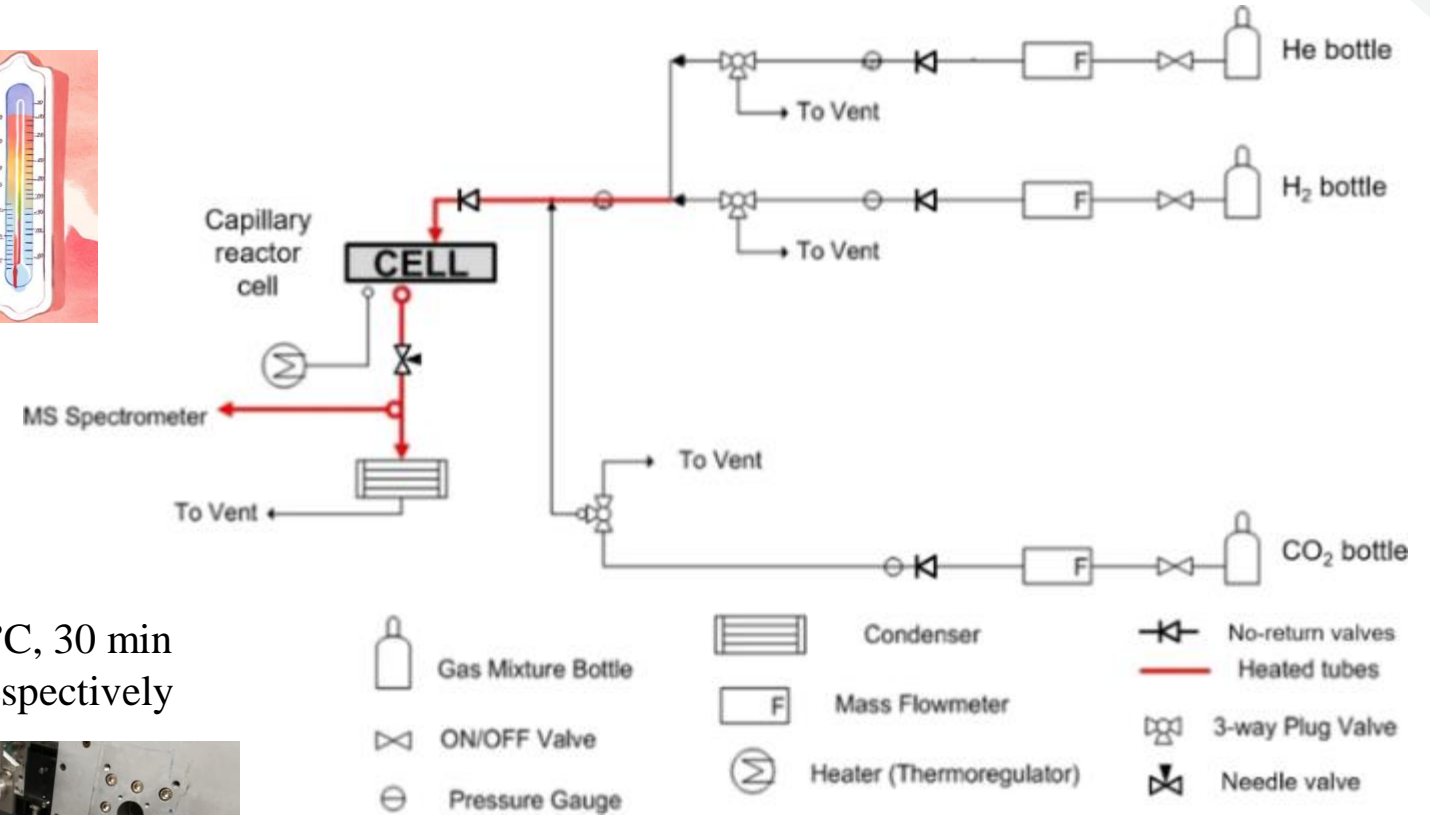 He bottle
F
To Vent
H₂ bottle
F
To Vent
Capillary
reactor
cell
CELL
MS Spectrometer
To Vent
To Vent
CO₂ bottle
F
°C, 30 min
spectively
Gas Mixture Bottle
ON/OFF Valve
Pressure Gauge
Condenser
F
Mass Flowmeter
Heater (Thermoregulator)
No-return valves
Heated tubes
3-way Plug Valve
Needle valve